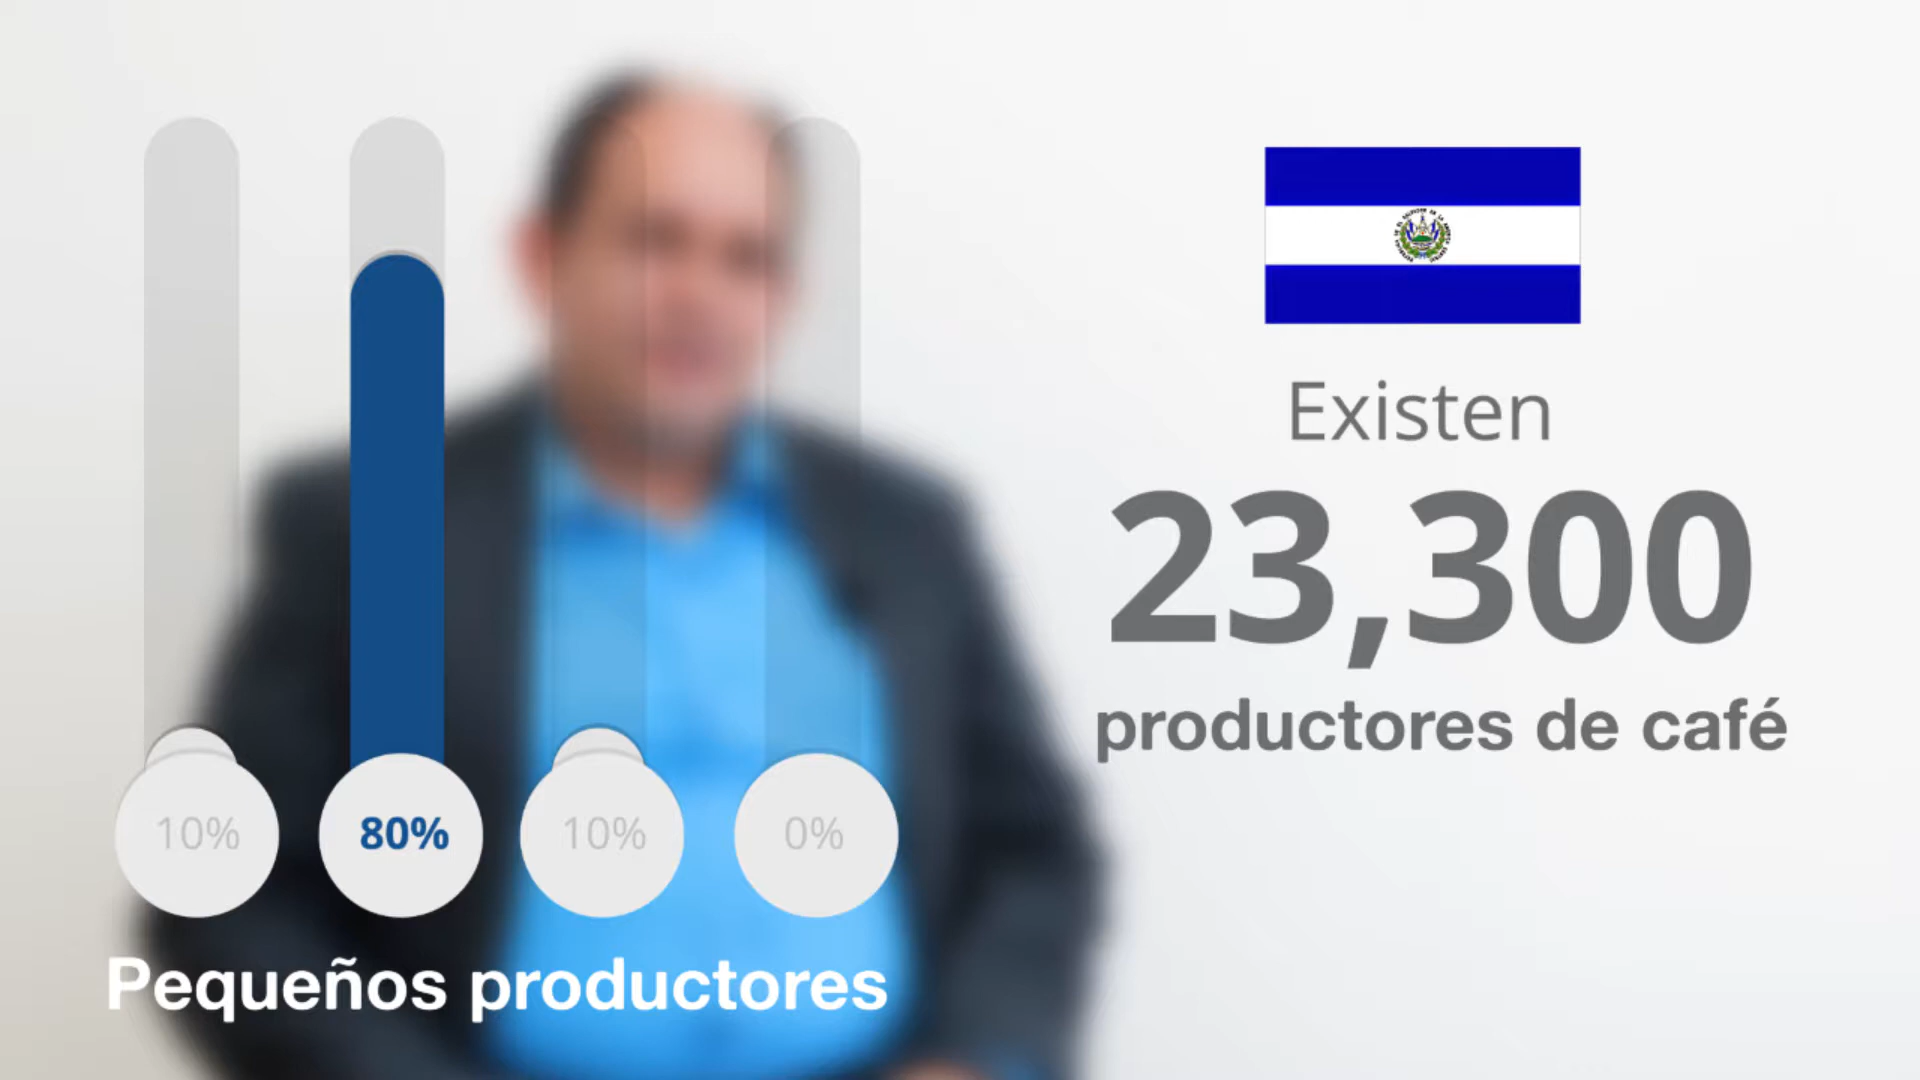 Existen
23,300
productores de café
10%
80%
10%
0%
Pequeños productores